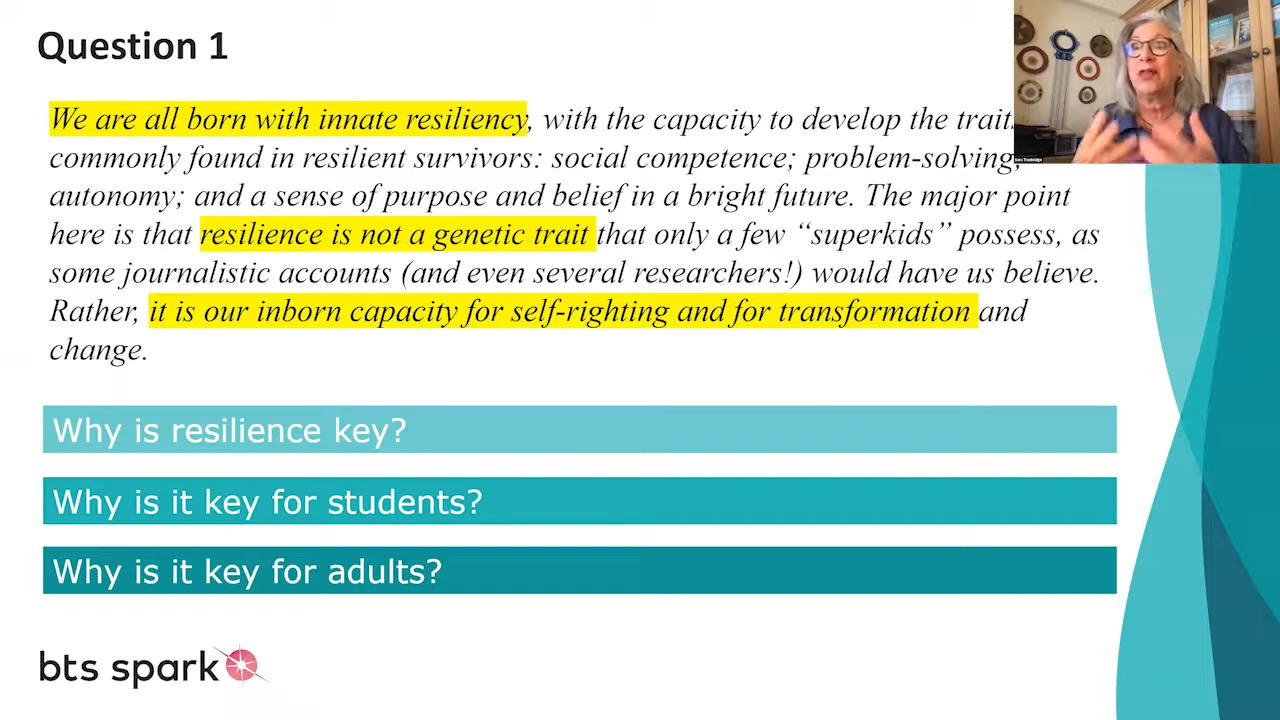 Question 1
We are all born with innate resiliency, with the capacity to develop the traits
commonly found in resilient survivors: social competence; problem-solving;
autonomy; and a sense of purpose and belief in a bright future. The major point
here is that resilience is not a genetic trait that only a few “superkids” possess, as
some journalistic accounts (and even several researchers!) would have us believe.
Rather, it is our inborn capacity for self-righting and for transformation and
change.
Why is resilience key?
Why is it key for students?
Why is it key for adults?
bts spark